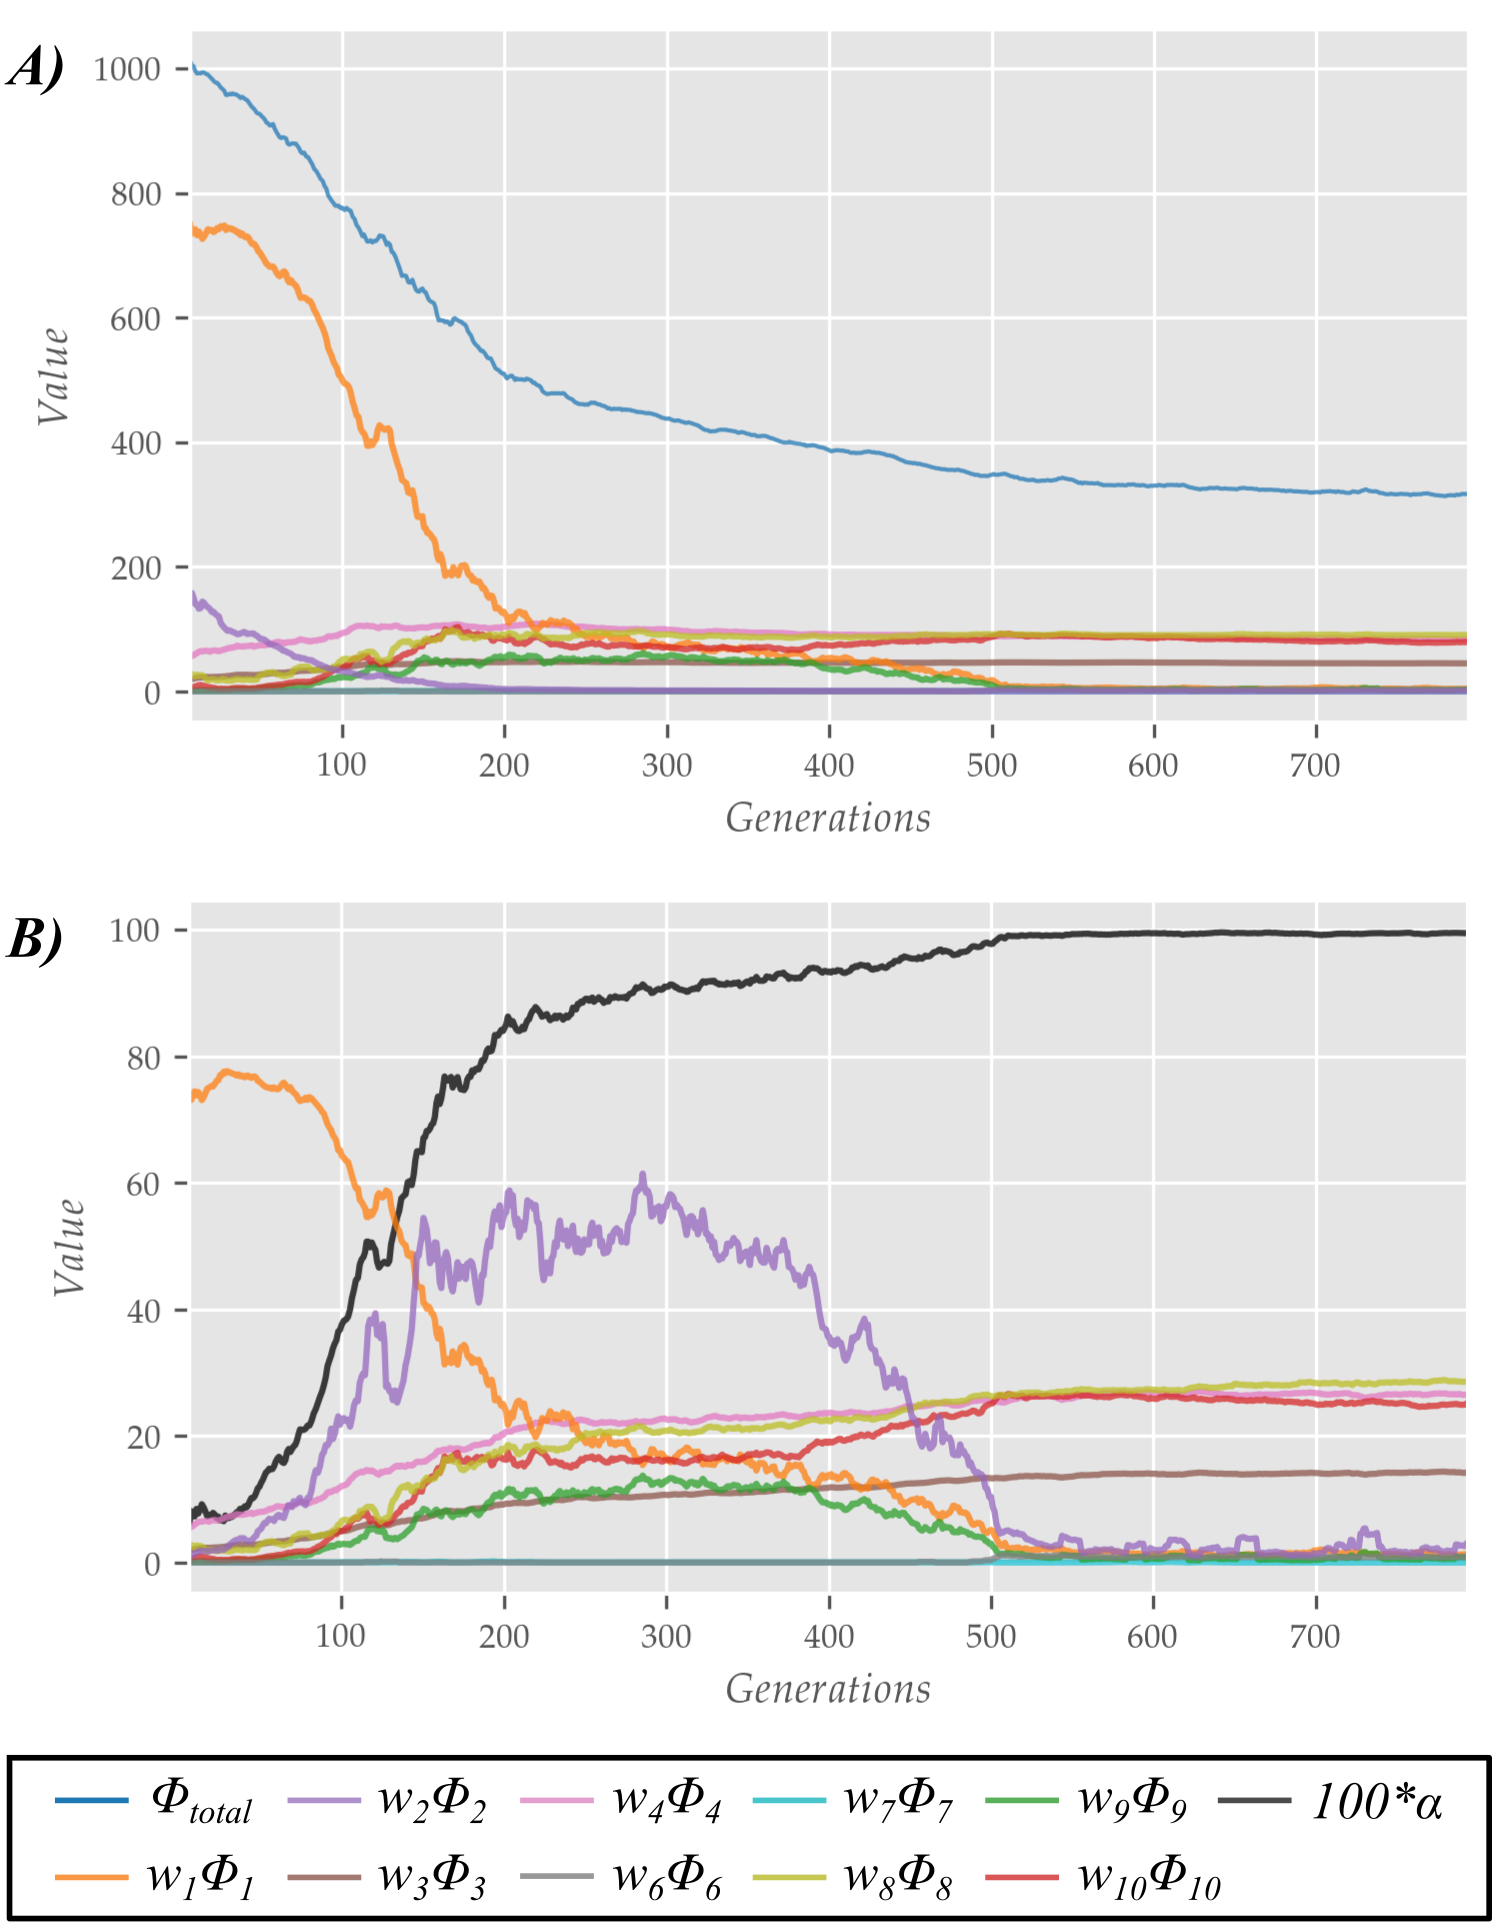 A)
1000
800
600
400
200
0
Value
100 200 300 400 500 600 700
Generations
B)
100
80
60
40
20
0
Value
100 200 300 400 500 600 700
Generations
Φtotal w2Φ2 w4Φ4 w7Φ7 w9Φ9 100*α
w1Φ1 w3Φ3 w6Φ6 w8Φ8 w10Φ10